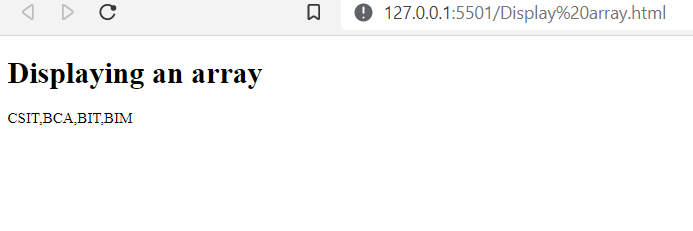 127.0.0.1:5501/Display%20array.html
Displaying an array
CSIT,BCA,BIT,BIM